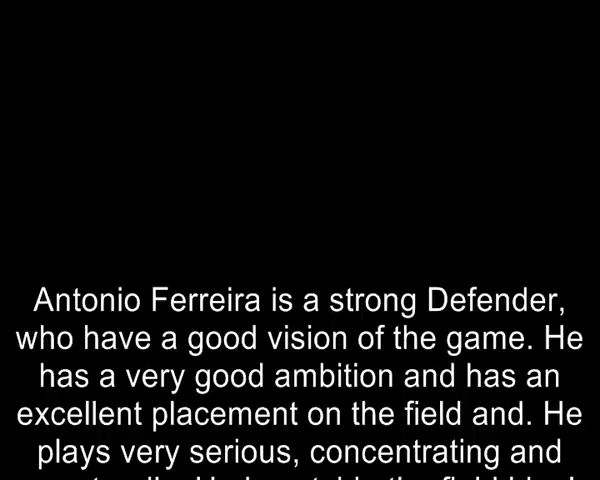 Antonio Ferreira is a strong Defender,
who have a good vision of the game. He
has a very good ambition and has an
excellent placement on the field and. He
plays very serious, concentrating and